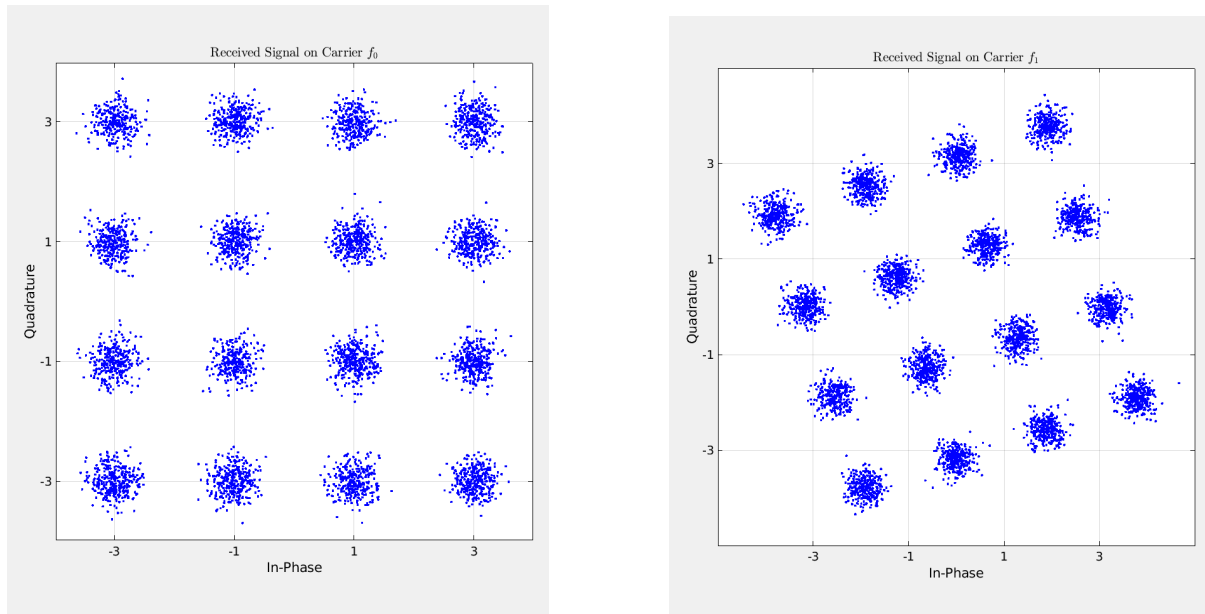 Received Signal on Carrier f₀
Quadrature
3
1
-1
-3
-3 -1 1 3
In-Phase
Received Signal on Carrier f₁
Quadrature
3
1
-1
-3
-3 -1 1 3
In-Phase